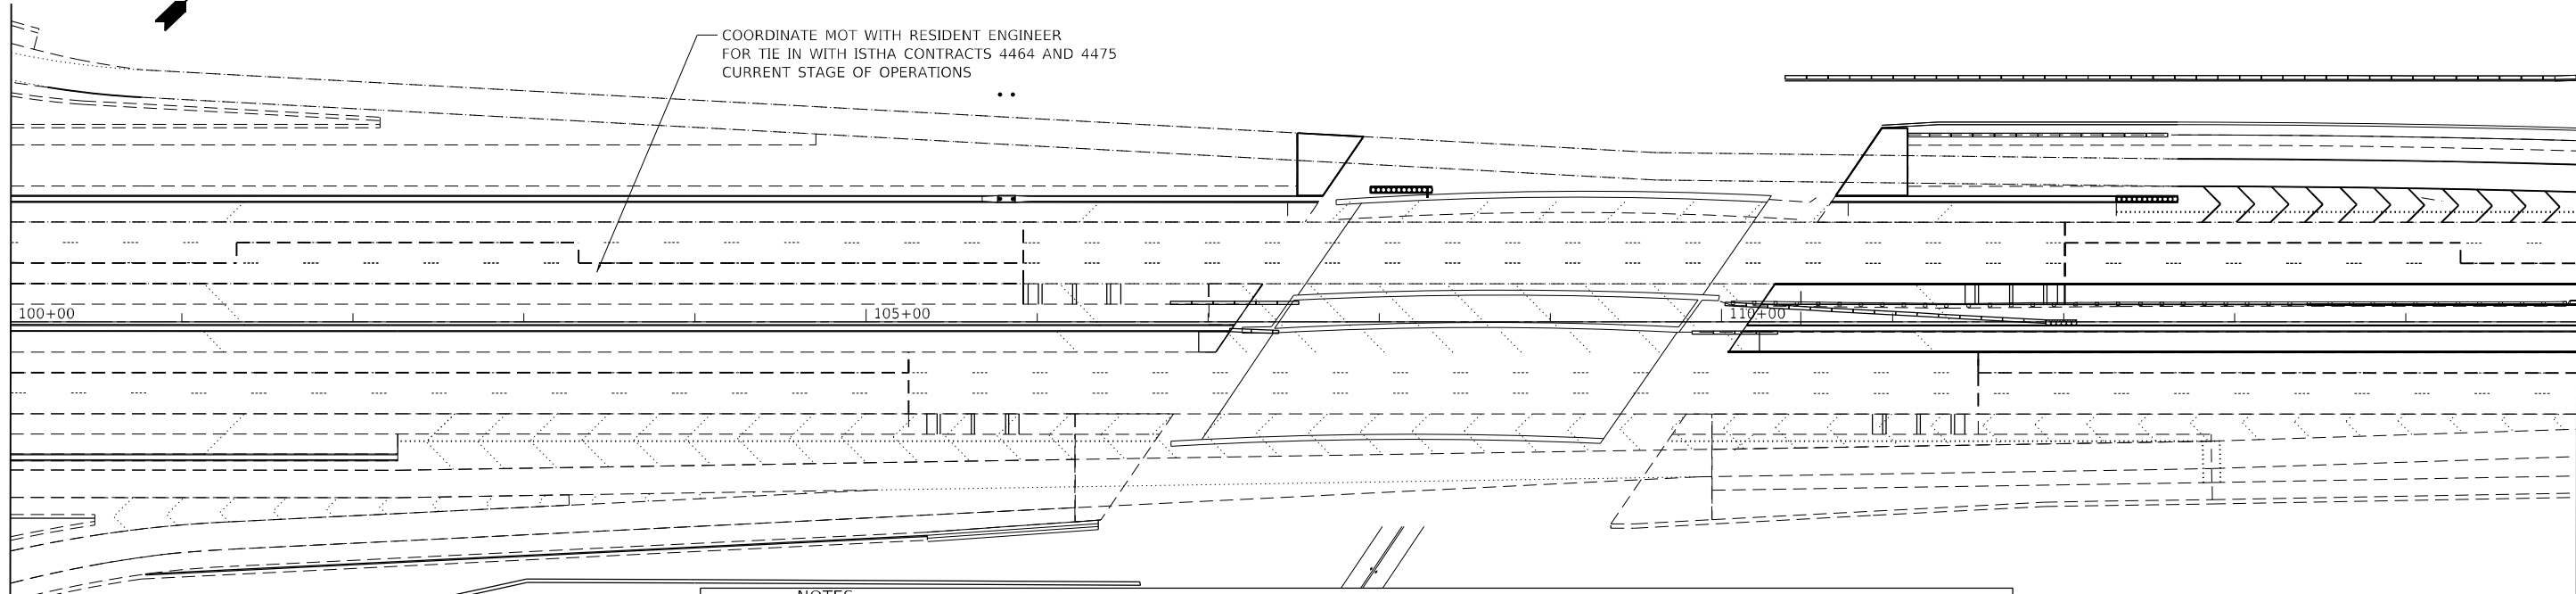 COORDINATE MOT WITH RESIDENT ENGINEER
FOR TIE IN WITH ISTHA CONTRACTS 4464 AND 4475
CURRENT STAGE OF OPERATIONS
100+00
105+00
110+00
NOTES